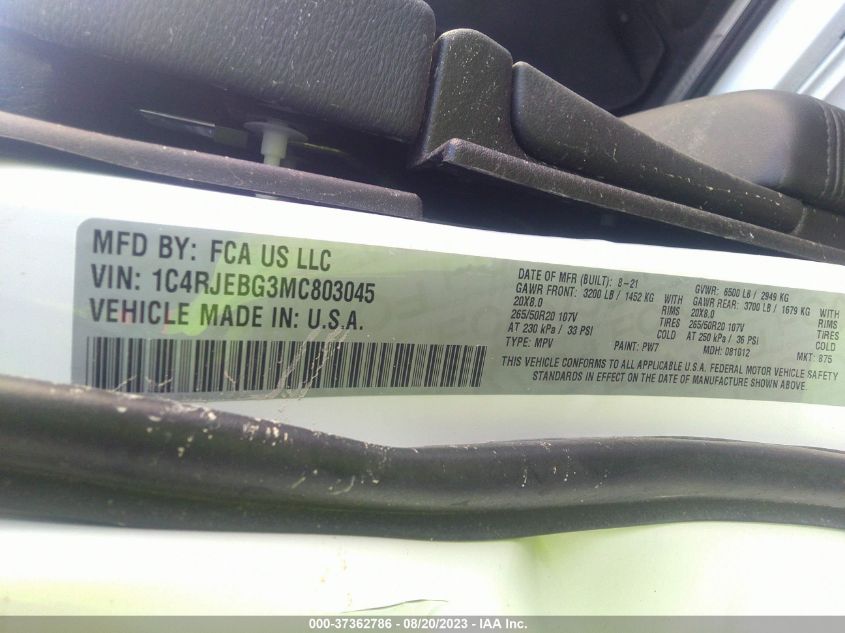 MFD BY: FCA US LLC
VIN: 1C4RJEBG3MC803045
VEHICLE MADE IN: U.S.A.
DATE OF MFR (BUILT): 8-21 GVWR: 6500 LB / 2949 KG
GAWR FRONT: 3200 LB / 1452 KG WITH GAWR REAR: 3700 LB / 1679 KG WITH
20X8.0 RIMS 20X8.0 RIMS
265/50R20 107V TIRES 265/50R20 107V TIRES
AT 230 kPa / 33 PSI COLD AT 250 kPa / 36 PSI COLD
TYPE: MPV PAINT: PW7 MDH: 081012 MKT: 875
THIS VEHICLE CONFORMS TO ALL APPLICABLE U.S.A. FEDERAL MOTOR VEHICLE SAFETY
STANDARDS IN EFFECT ON THE DATE OF MANUFACTURE SHOWN ABOVE.
000-37362786 - 08/20/2023 - IAA Inc.